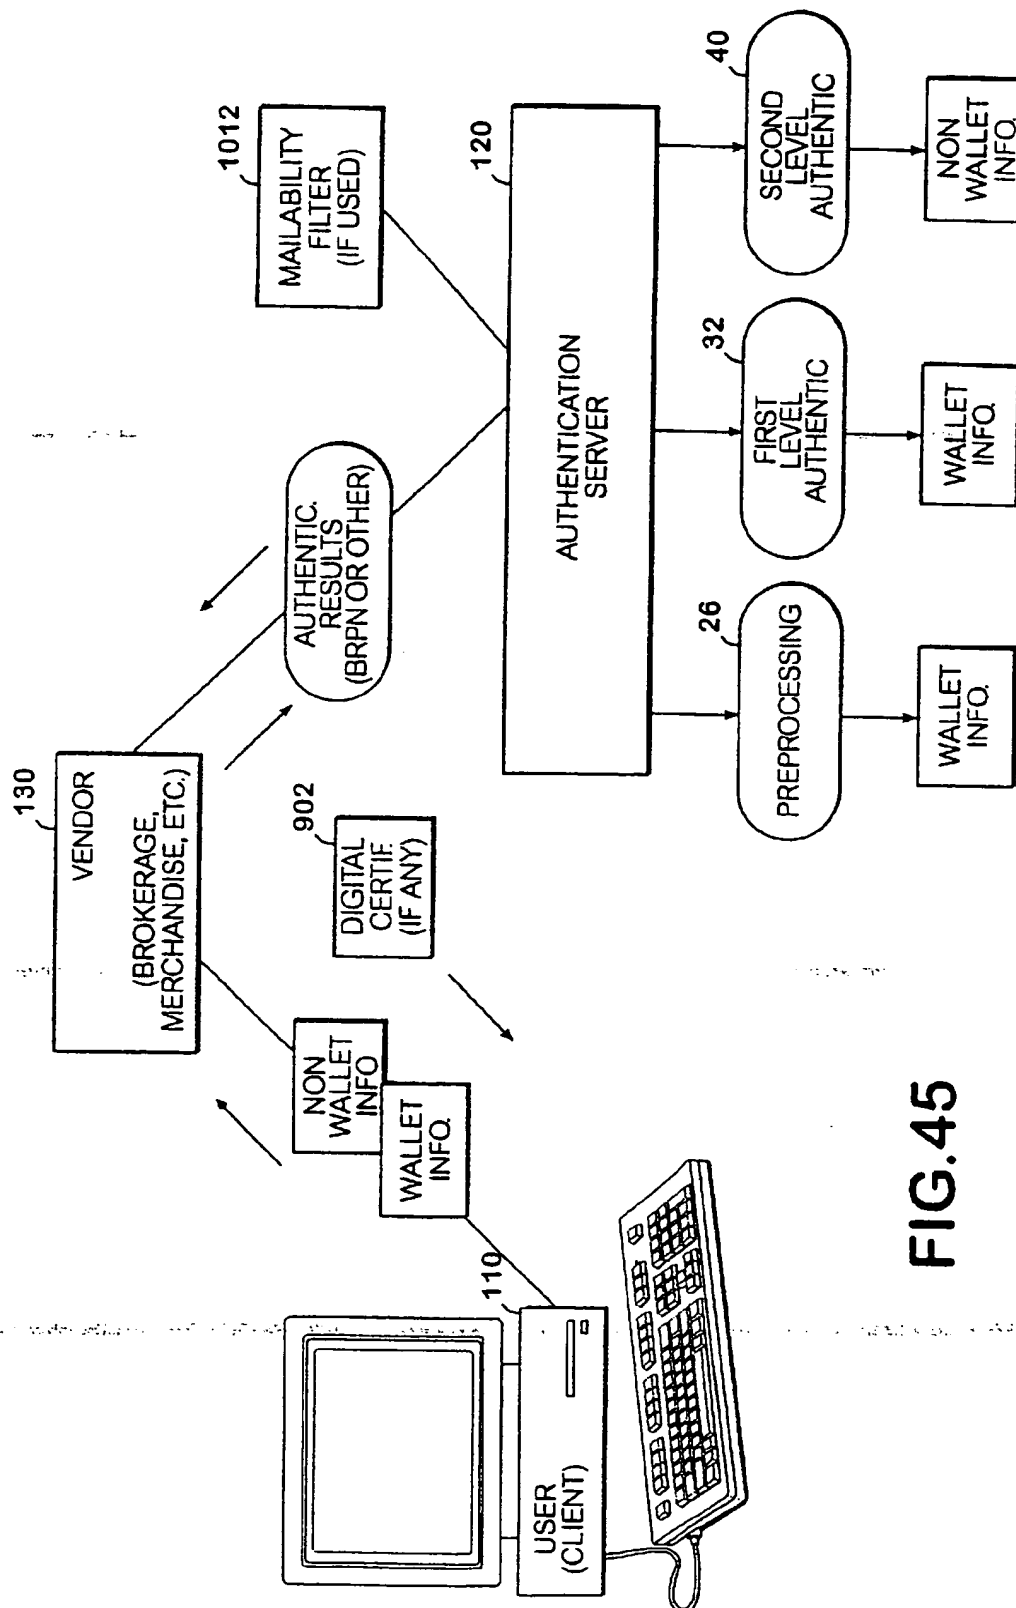 130
VENDOR
(BROKERAGE,
MERCHANDISE, ETC.)
1012
MAILABILITY
FILTER
(IF USED)
AUTHENTIC.
RESULTS
(BRPN OR OTHER)
902
DIGITAL
CERTIF.
(IF ANY)
NON
WALLET
INFO
WALLET
INFO.
110
USER
(CLIENT)
120
AUTHENTICATION
SERVER
26
PREPROCESSING
32
FIRST
LEVEL
AUTHENTIC
40
SECOND
LEVEL
AUTHENTIC
WALLET
INFO.
WALLET
INFO.
NON
WALLET
INFO.
FIG.45